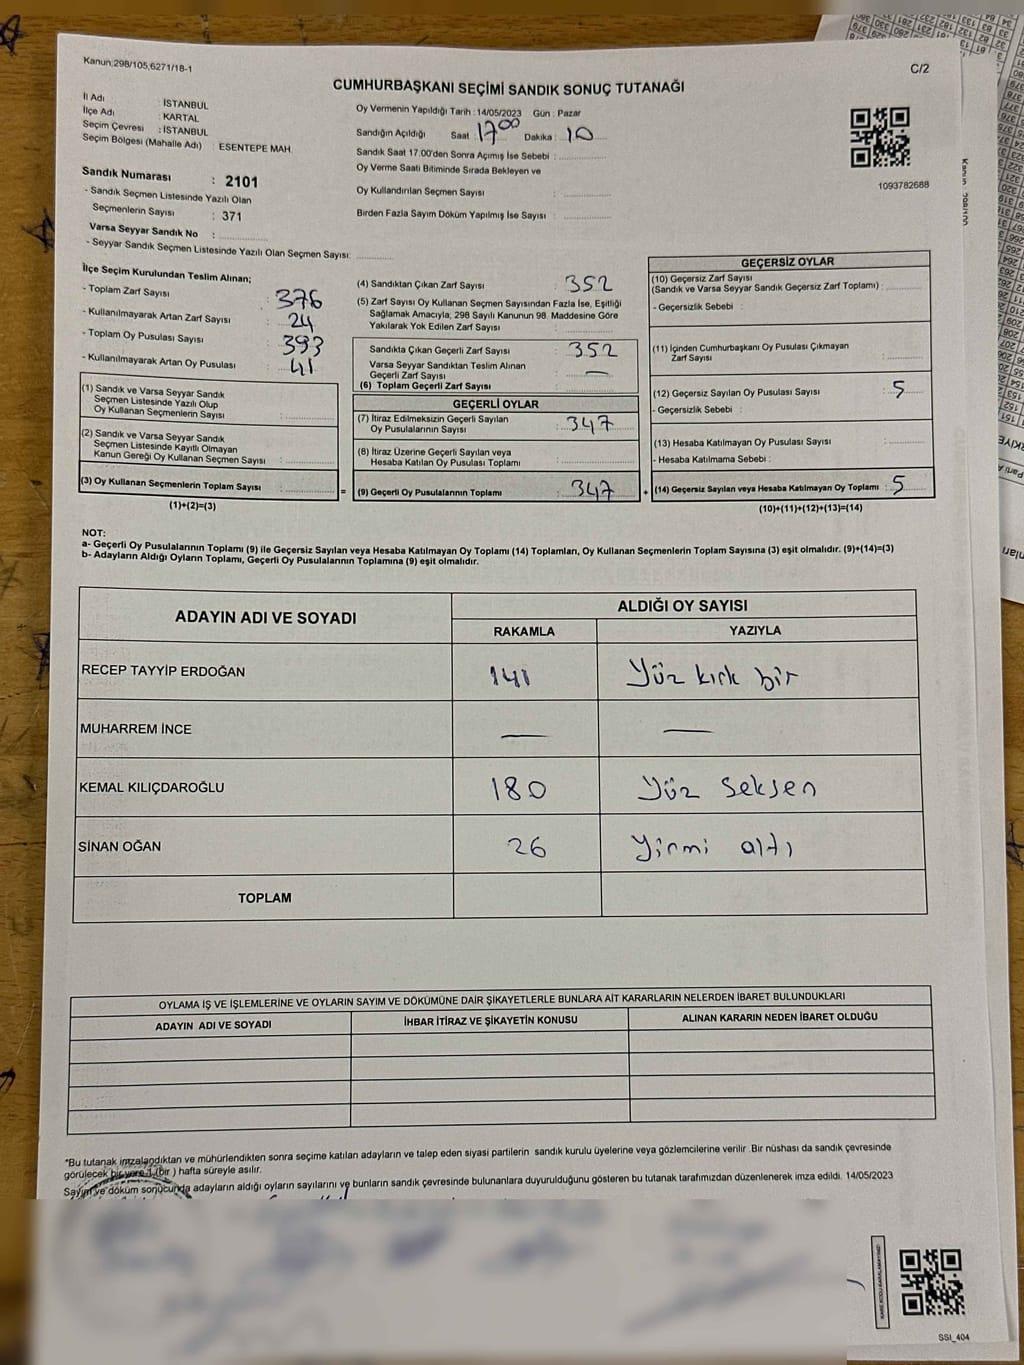 Kanun:298/105,6271/18-1
C/2
CUMHURBAŞKANI SEÇİMİ SANDIK SONUÇ TUTANAĞI
İl Adı : İSTANBUL
İlçe Adı : KARTAL
Seçim Çevresi : İSTANBUL
Seçim Bölgesi (Mahalle Adı) : ESENTEPE MAH.
Oy Vermenin Yapıldığı Tarih : 14/05/2023 Gün : Pazar
Sandığın Açıldığı Saat : 17 00 Dakika : 10
Sandık Saat 17.00'den Sonra Açımış İse Sebebi :
Oy Verme Saati Bitiminde Sırada Bekleyen ve
Oy Kullandırılan Seçmen Sayısı :
Birden Fazla Sayım Döküm Yapılmış İse Sayısı :
1093782688
Sandık Numarası : 2101
- Sandık Seçmen Listesinde Yazılı Olan
Seçmenlerin Sayısı : 371
Varsa Seyyar Sandık No :
- Seyyar Sandık Seçmen Listesinde Yazılı Olan Seçmen Sayısı:
İlçe Seçim Kurulundan Teslim Alınan;
- Toplam Zarf Sayısı : 376
- Kullanılmayarak Artan Zarf Sayısı : 24
- Toplam Oy Pusulası Sayısı : 393
- Kullanılmayarak Artan Oy Pusulası : 41
(1) Sandık ve Varsa Seyyar Sandık
Seçmen Listesinde Yazılı Olup
Oy Kullanan Seçmenlerin Sayısı :
(2) Sandık ve Varsa Seyyar Sandık
Seçmen Listesinde Kayıtlı Olmayan
Kanun Gereği Oy Kullanan Seçmen Sayısı :
(3) Oy Kullanan Seçmenlerin Toplam Sayısı :
(1)+(2)=(3)
(4) Sandıktan Çıkan Zarf Sayısı : 352
(5) Zarf Sayısı Oy Kullanan Seçmen Sayısından Fazla İse, Eşitliği
Sağlamak Amacıyla, 298 Sayılı Kanunun 98. Maddesine Göre
Yakılarak Yok Edilen Zarf Sayısı :
Sandıkta Çıkan Geçerli Zarf Sayısı : 352
Varsa Seyyar Sandıktan Teslim Alınan
Geçerli Zarf Sayısı : —
(6) Toplam Geçerli Zarf Sayısı
GEÇERLİ OYLAR
(7) İtiraz Edilmeksizin Geçerli Sayılan
Oy Pusulalarının Sayısı : 347
(8) İtiraz Üzerine Geçerli Sayılan veya
Hesaba Katılan Oy Pusulası Toplamı :
= (9) Geçerli Oy Pusulalarının Toplamı : 347
GEÇERSİZ OYLAR
(10) Geçersiz Zarf Sayısı
(Sandık ve Varsa Seyyar Sandık Geçersiz Zarf Toplamı) :
- Geçersizlik Sebebi :
(11) İçinden Cumhurbaşkanı Oy Pusulası Çıkmayan
Zarf Sayısı :
(12) Geçersiz Sayılan Oy Pusulası Sayısı : 5
- Geçersizlik Sebebi :
(13) Hesaba Katılmayan Oy Pusulası Sayısı :
- Hesaba Katılmama Sebebi :
+ (14) Geçersiz Sayılan veya Hesaba Katılmayan Oy Toplamı : 5
(10)+(11)+(12)+(13)=(14)
NOT:
a- Geçerli Oy Pusulalarının Toplamı (9) ile Geçersiz Sayılan veya Hesaba Katılmayan Oy Toplamı (14) Toplamları, Oy Kullanan Seçmenlerin Toplam Sayısına (3) eşit olmalıdır. (9)+(14)=(3)
b- Adayların Aldığı Oyların Toplamı, Geçerli Oy Pusulalarının Toplamına (9) eşit olmalıdır.
ADAYIN ADI VE SOYADI
ALDIĞI OY SAYISI
RAKAMLA
YAZIYLA
RECEP TAYYİP ERDOĞAN 141 Yüz kırk bir
MUHARREM İNCE — —
KEMAL KILIÇDAROĞLU 180 Yüz Seksen
SİNAN OĞAN 26 Yirmi altı
TOPLAM
OYLAMA İŞ VE İŞLEMLERİNE VE OYLARIN SAYIM VE DÖKÜMÜNE DAİR ŞİKAYETLERLE BUNLARA AİT KARARLARIN NELERDEN İBARET BULUNDUKLARI
ADAYIN ADI VE SOYADI
İHBAR İTİRAZ VE ŞİKAYETİN KONUSU
ALINAN KARARIN NEDEN İBARET OLDUĞU
*Bu tutanak imzalandıktan ve mühürlendikten sonra seçime katılan adayların ve talep eden siyasi partilerin sandık kurulu üyelerine veya gözlemcilerine verilir. Bir nüshası da sandık çevresinde
görülecek bir yere 1 (bir ) hafta süreyle asılır.
Sayım ve döküm sonucunda adayların aldığı oyların sayılarını ve bunların sandık çevresinde bulunanlara duyurulduğunu gösteren bu tutanak tarafımızdan düzenlenerek imza edildi. 14/05/2023
SSI_404